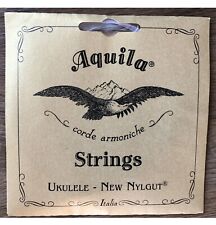 Aquila®
corde armoniche
Strings
UKULELE - NEW NYLGUT®
Italia